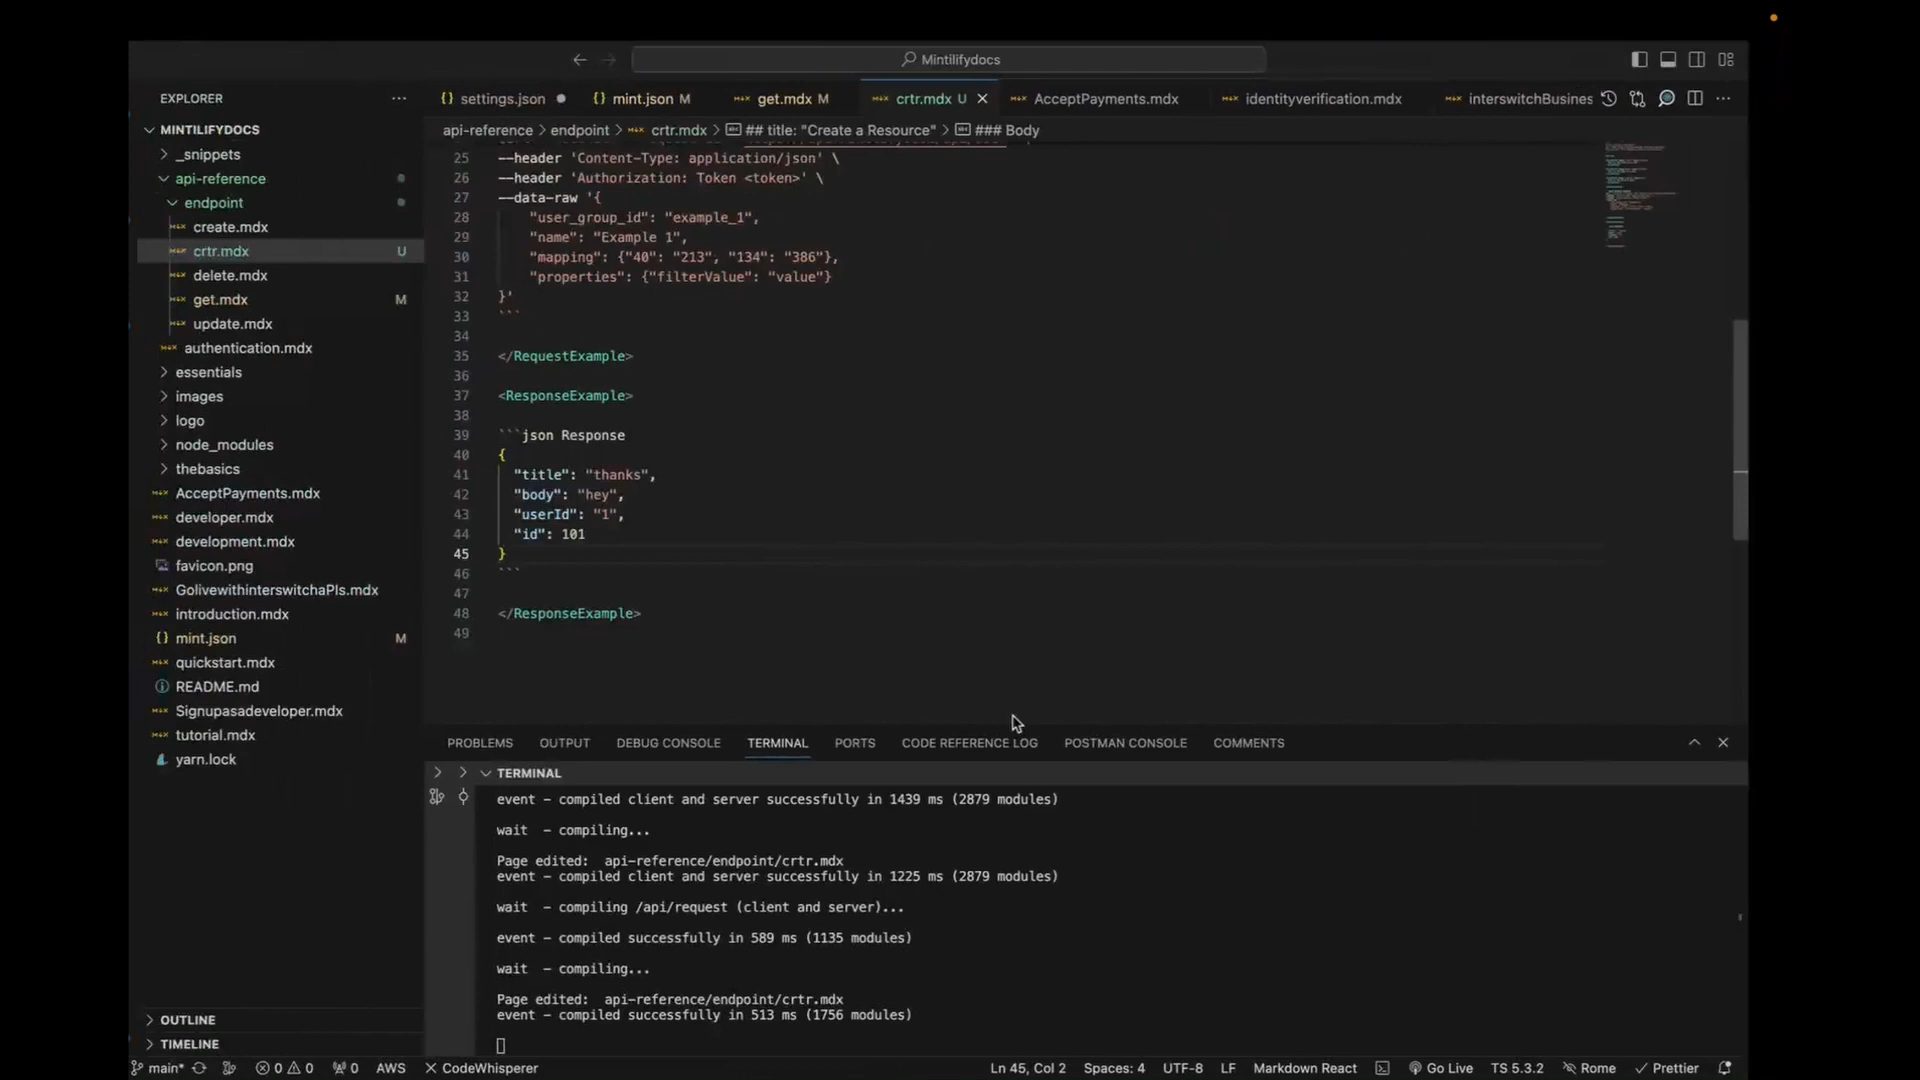 Mintilifydocs
EXPLORER
settings.json
mint.json M
get.mdx M
crtr.mdx U
AcceptPayments.mdx
identityverification.mdx
interswitchBusines
MINTILIFYDOCS
api-reference > endpoint > crtr.mdx > ## title: "Create a Resource" > ### Body
_snippets
api-reference
endpoint
create.mdx
crtr.mdx U
delete.mdx
get.mdx M
update.mdx
authentication.mdx
essentials
images
logo
node_modules
thebasics
AcceptPayments.mdx
developer.mdx
development.mdx
favicon.png
GolivewithinterswitchaPIs.mdx
introduction.mdx
mint.json M
quickstart.mdx
README.md
Signupasadeveloper.mdx
tutorial.mdx
yarn.lock
OUTLINE
TIMELINE
25 --header 'Content-Type: application/json' \
26 --header 'Authorization: Token <token>' \
27 --data-raw '{
28 "user_group_id": "example_1",
29 "name": "Example 1",
30 "mapping": {"40": "213", "134": "386"},
31 "properties": {"filterValue": "value"}
32 }'
33 ```
34
35 </RequestExample>
36
37 <ResponseExample>
38
39 ```json Response
40 {
41 "title": "thanks",
42 "body": "hey",
43 "userId": "1",
44 "id": 101
45 }
46 ```
47
48 </ResponseExample>
49
PROBLEMS OUTPUT DEBUG CONSOLE TERMINAL PORTS CODE REFERENCE LOG POSTMAN CONSOLE COMMENTS
TERMINAL
event - compiled client and server successfully in 1439 ms (2879 modules)
wait - compiling...
Page edited: api-reference/endpoint/crtr.mdx
event - compiled client and server successfully in 1225 ms (2879 modules)
wait - compiling /api/request (client and server)...
event - compiled successfully in 589 ms (1135 modules)
wait - compiling...
Page edited: api-reference/endpoint/crtr.mdx
event - compiled successfully in 513 ms (1756 modules)
main* 0 0 0 AWS CodeWhisperer Ln 45, Col 2 Spaces: 4 UTF-8 LF Markdown React Go Live TS 5.3.2 Rome Prettier